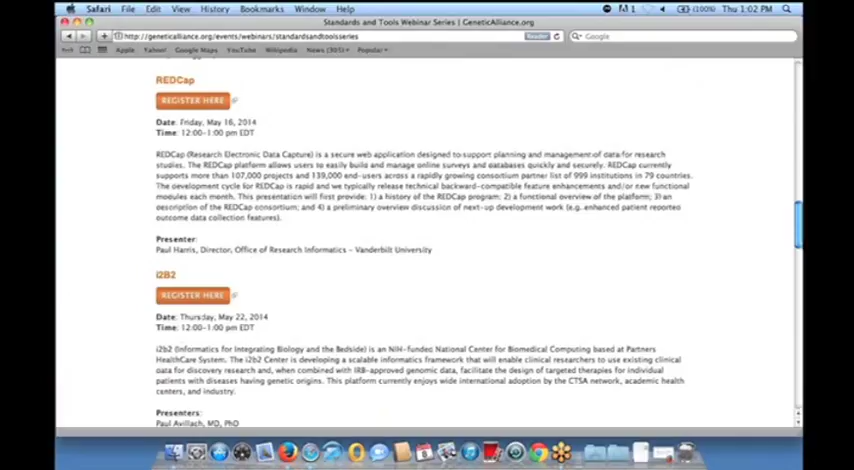 Safari File Edit View History Bookmarks Window Help
(100%) Thu 1:02 PM
Standards and Tools Webinar Series | GeneticAlliance.org
http://geneticalliance.org/events/webinars/standardsandtoolsseries
Reader
Google
Apple Yahoo! Google Maps YouTube Wikipedia News (305) Popular
REDCap
REGISTER HERE
Date: Friday, May 16, 2014
Time: 12:00-1:00 pm EDT
REDCap (Research Electronic Data Capture) is a secure web application designed to support planning and management of data for research
studies. The REDCap platform allows users to easily build and manage online surveys and databases quickly and securely. REDCap currently
supports more than 107,000 projects and 139,000 end-users across a rapidly growing consortium partner list of 999 institutions in 79 countries.
The development cycle for REDCap is rapid and we typically release technical backward-compatible feature enhancements and/or new functional
modules each month. This presentation will first provide: 1) a history of the REDCap program; 2) a functional overview of the platform; 3) an
description of the REDCap consortium; and 4) a preliminary overview discussion of next-up development work (e.g. enhanced patient reported
outcome data collection features).
Presenter:
Paul Harris, Director, Office of Research Informatics - Vanderbilt University
i2B2
REGISTER HERE
Date: Thursday, May 22, 2014
Time: 12:00-1:00 pm EDT
i2b2 (Informatics for Integrating Biology and the Bedside) is an NIH-funded National Center for Biomedical Computing based at Partners
HealthCare System. The i2b2 Center is developing a scalable informatics framework that will enable clinical researchers to use existing clinical
data for discovery research and, when combined with IRB-approved genomic data, facilitate the design of targeted therapies for individual
patients with diseases having genetic origins. This platform currently enjoys wide international adoption by the CTSA network, academic health
centers, and industry.
Presenters:
Paul Avillach, MD, PhD